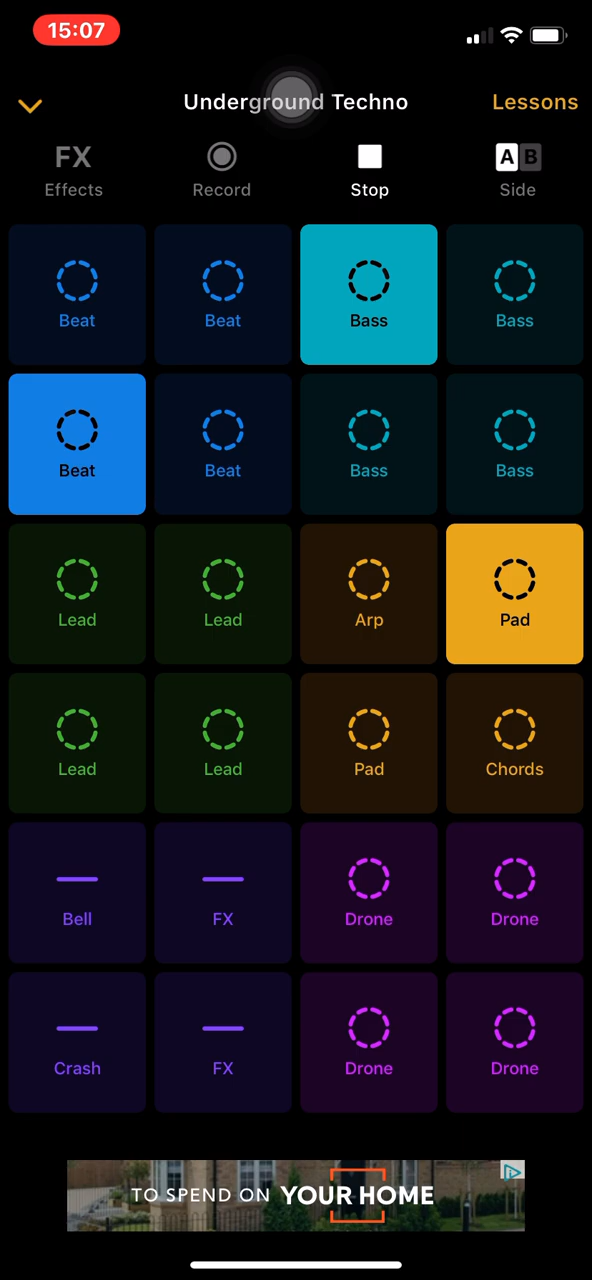 15:07
Underground Techno
Lessons
FX
Effects
Record
Stop
A B
Side
Beat
Beat
Bass
Bass
Beat
Beat
Bass
Bass
Lead
Lead
Arp
Pad
Lead
Lead
Pad
Chords
Bell
FX
Drone
Drone
Crash
FX
Drone
Drone
TO SPEND ON YOUR HOME